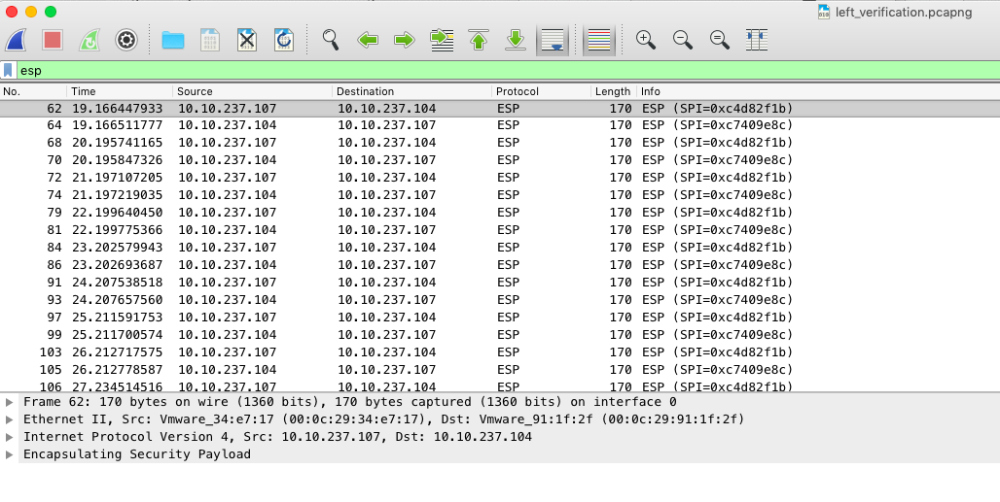 left_verification.pcapng
esp
No. Time Source Destination Protocol Length Info
62 19.166447933 10.10.237.107 10.10.237.104 ESP 170 ESP (SPI=0xc4d82f1b)
64 19.166511777 10.10.237.104 10.10.237.107 ESP 170 ESP (SPI=0xc7409e8c)
68 20.195741165 10.10.237.107 10.10.237.104 ESP 170 ESP (SPI=0xc4d82f1b)
70 20.195847326 10.10.237.104 10.10.237.107 ESP 170 ESP (SPI=0xc7409e8c)
72 21.197107205 10.10.237.107 10.10.237.104 ESP 170 ESP (SPI=0xc4d82f1b)
74 21.197219035 10.10.237.104 10.10.237.107 ESP 170 ESP (SPI=0xc7409e8c)
79 22.199640450 10.10.237.107 10.10.237.104 ESP 170 ESP (SPI=0xc4d82f1b)
81 22.199775366 10.10.237.104 10.10.237.107 ESP 170 ESP (SPI=0xc7409e8c)
84 23.202579943 10.10.237.107 10.10.237.104 ESP 170 ESP (SPI=0xc4d82f1b)
86 23.202693687 10.10.237.104 10.10.237.107 ESP 170 ESP (SPI=0xc7409e8c)
91 24.207538518 10.10.237.107 10.10.237.104 ESP 170 ESP (SPI=0xc4d82f1b)
93 24.207657560 10.10.237.104 10.10.237.107 ESP 170 ESP (SPI=0xc7409e8c)
97 25.211591753 10.10.237.107 10.10.237.104 ESP 170 ESP (SPI=0xc4d82f1b)
99 25.211700574 10.10.237.104 10.10.237.107 ESP 170 ESP (SPI=0xc7409e8c)
103 26.212717575 10.10.237.107 10.10.237.104 ESP 170 ESP (SPI=0xc4d82f1b)
105 26.212778587 10.10.237.104 10.10.237.107 ESP 170 ESP (SPI=0xc7409e8c)
106 27.234514516 10.10.237.107 10.10.237.104 ESP 170 ESP (SPI=0xc4d82f1b)
Frame 62: 170 bytes on wire (1360 bits), 170 bytes captured (1360 bits) on interface 0
Ethernet II, Src: Vmware_34:e7:17 (00:0c:29:34:e7:17), Dst: Vmware_91:1f:2f (00:0c:29:91:1f:2f)
Internet Protocol Version 4, Src: 10.10.237.107, Dst: 10.10.237.104
Encapsulating Security Payload